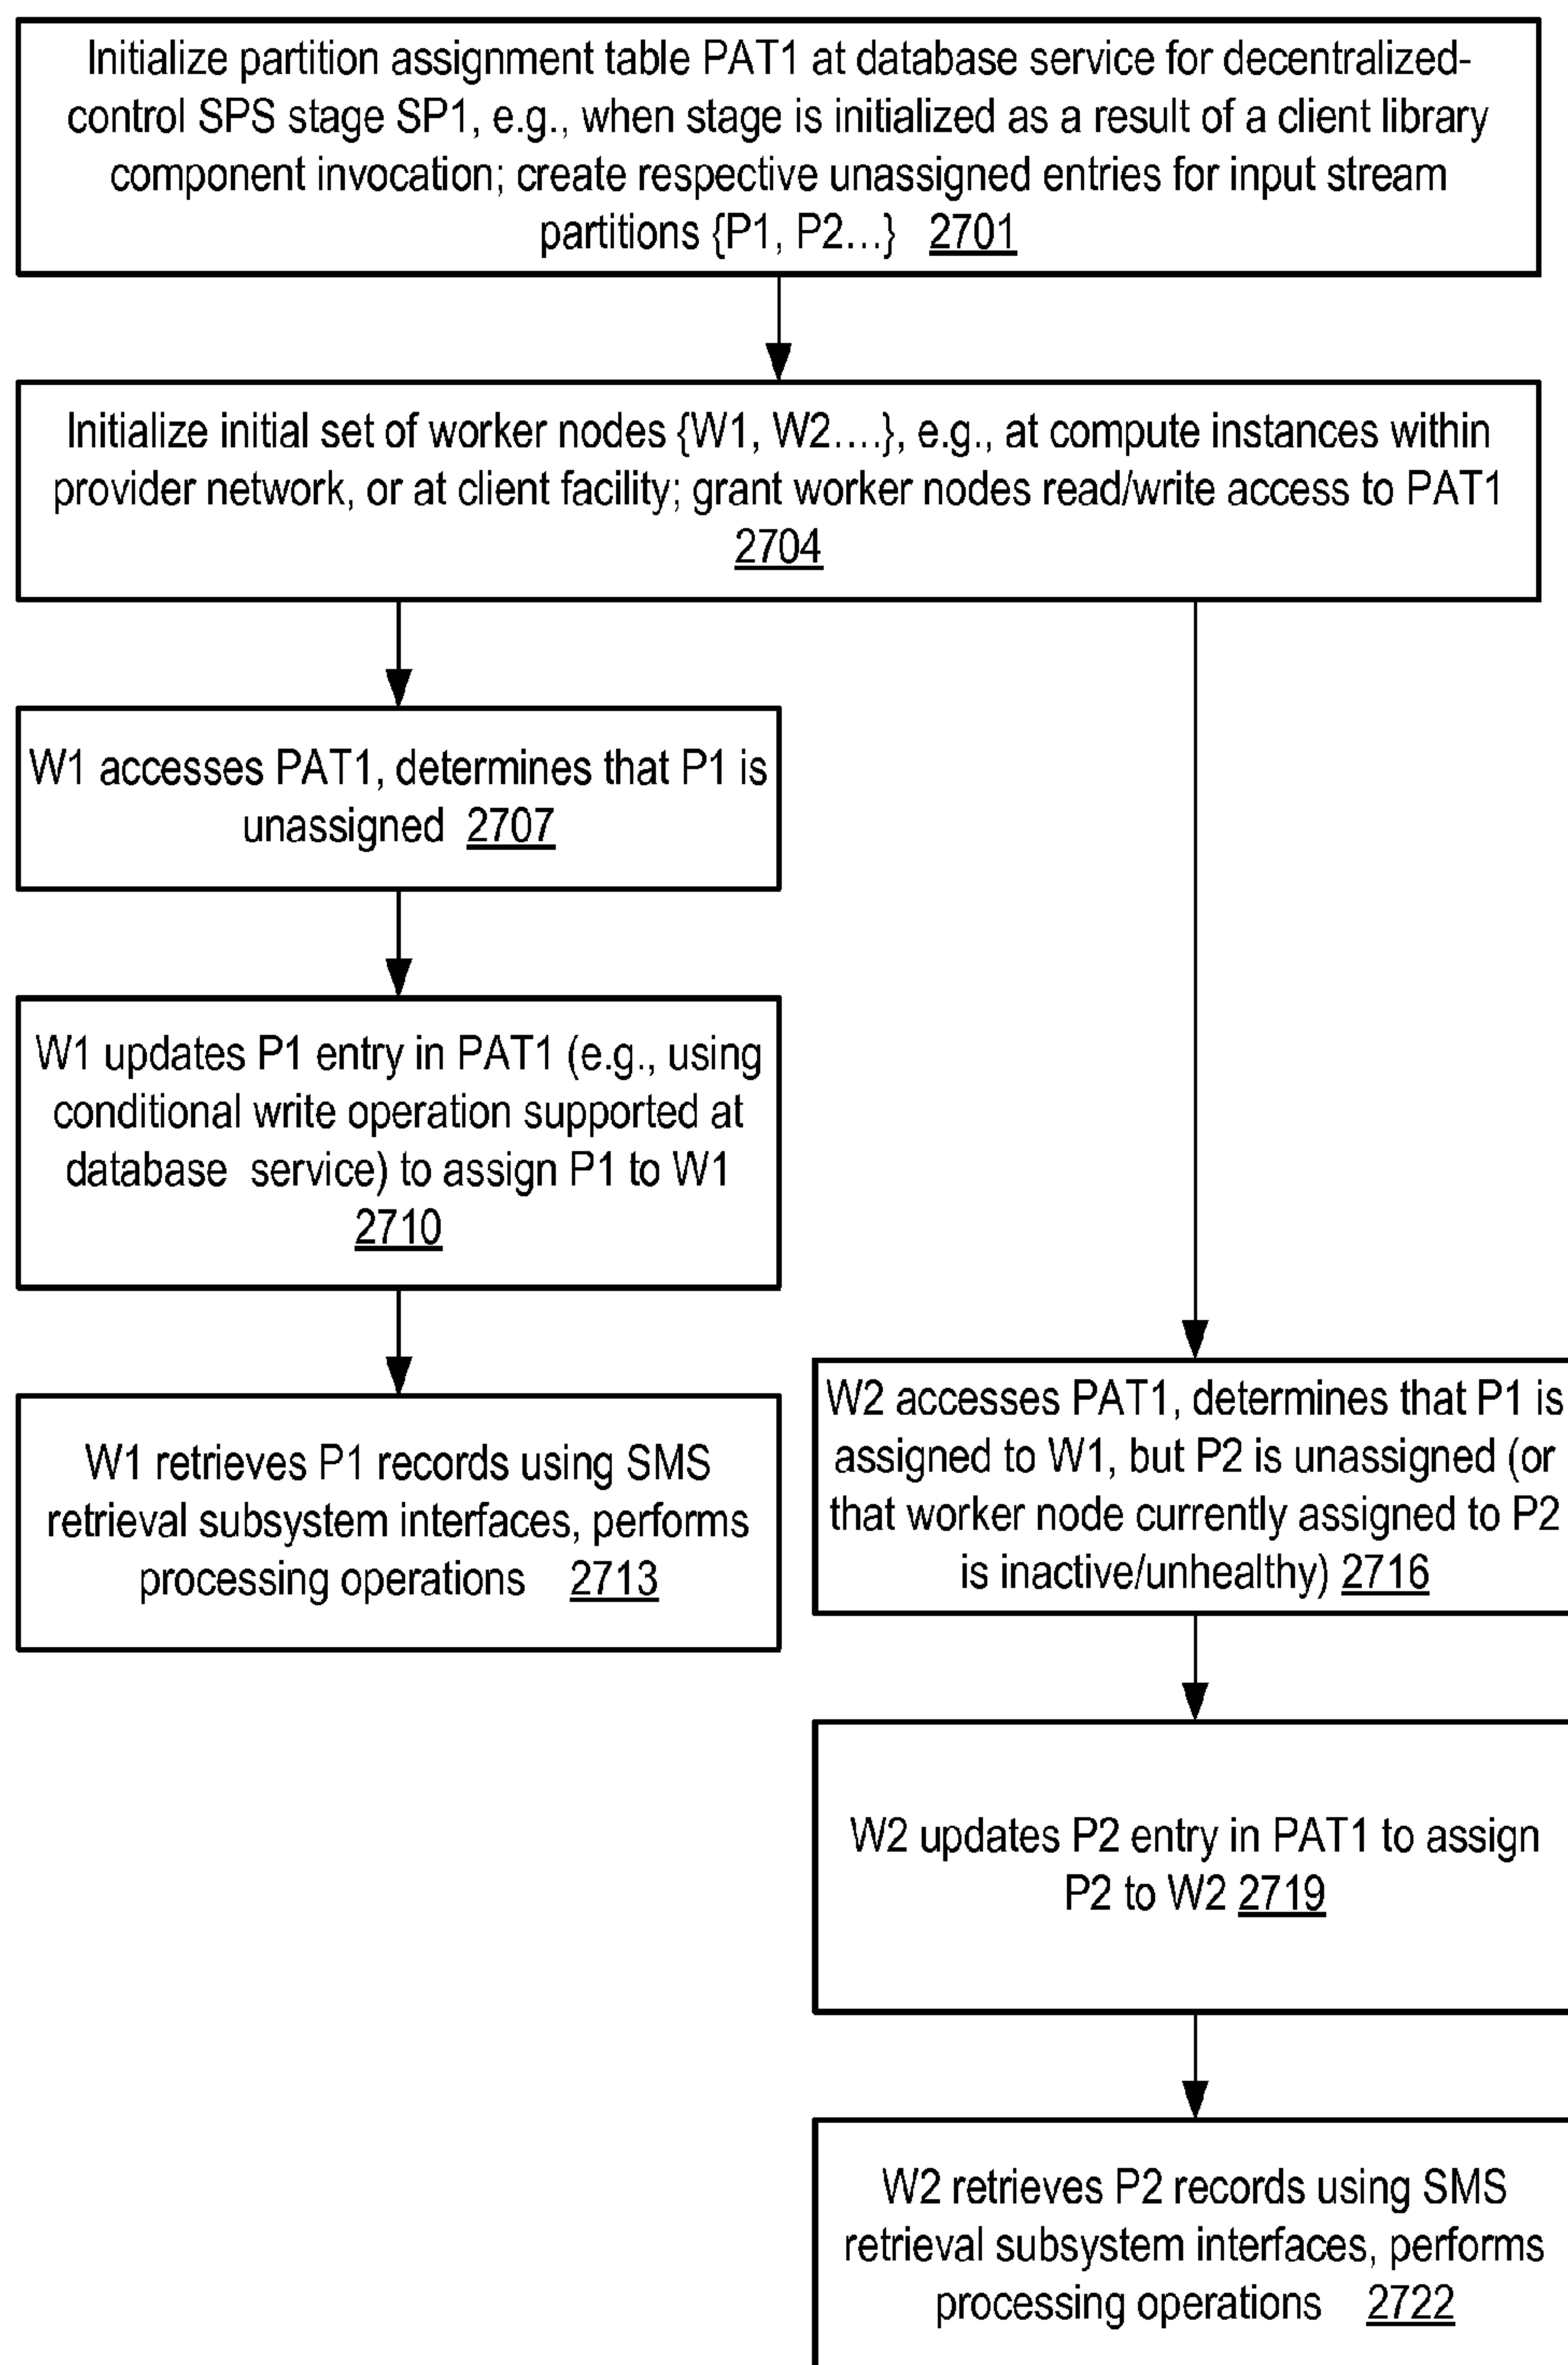 Initialize partition assignment table PAT1 at database service for decentralized-
control SPS stage SP1, e.g., when stage is initialized as a result of a client library
component invocation; create respective unassigned entries for input stream
partitions {P1, P2…} 2701
Initialize initial set of worker nodes {W1, W2….}, e.g., at compute instances within
provider network, or at client facility; grant worker nodes read/write access to PAT1
2704
W1 accesses PAT1, determines that P1 is
unassigned 2707
W1 updates P1 entry in PAT1 (e.g., using
conditional write operation supported at
database service) to assign P1 to W1
2710
W1 retrieves P1 records using SMS
retrieval subsystem interfaces, performs
processing operations 2713
W2 accesses PAT1, determines that P1 is
assigned to W1, but P2 is unassigned (or
that worker node currently assigned to P2
is inactive/unhealthy) 2716
W2 updates P2 entry in PAT1 to assign
P2 to W2 2719
W2 retrieves P2 records using SMS
retrieval subsystem interfaces, performs
processing operations 2722